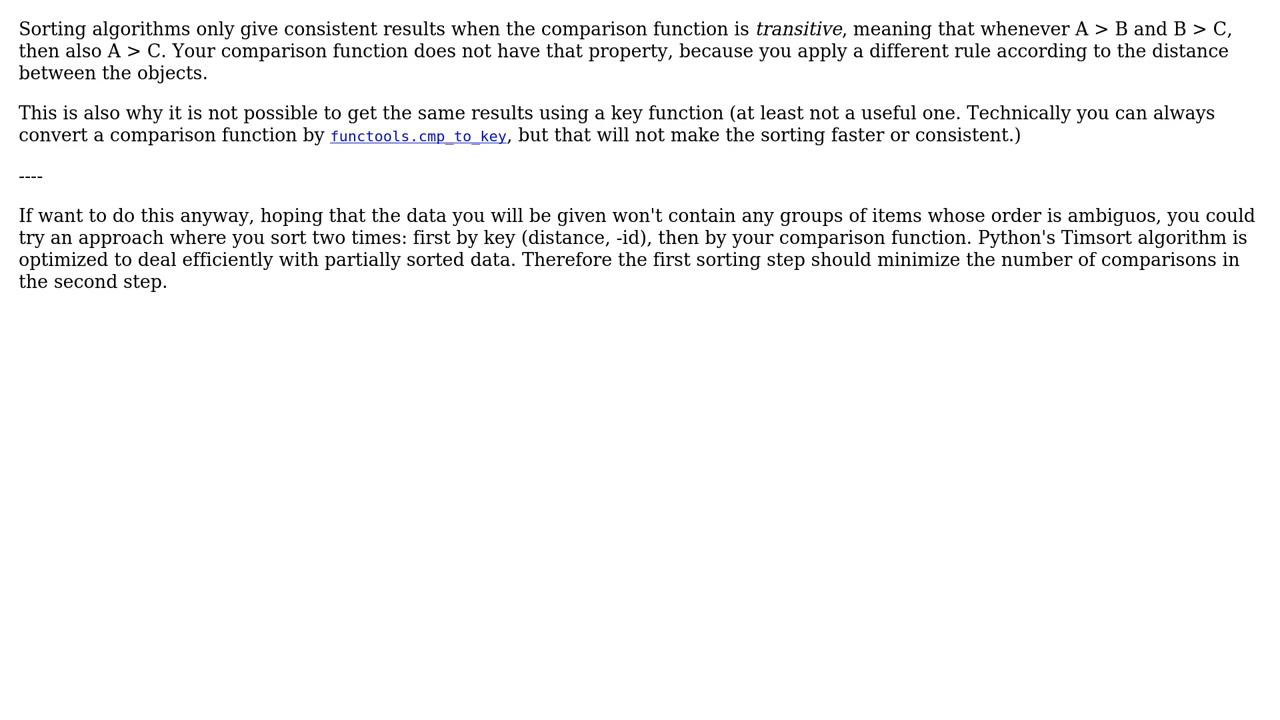 Sorting algorithms only give consistent results when the comparison function is transitive, meaning that whenever A > B and B > C,
then also A > C. Your comparison function does not have that property, because you apply a different rule according to the distance
between the objects.
This is also why it is not possible to get the same results using a key function (at least not a useful one. Technically you can always
convert a comparison function by functools.cmp_to_key, but that will not make the sorting faster or consistent.)
----
If want to do this anyway, hoping that the data you will be given won't contain any groups of items whose order is ambiguos, you could
try an approach where you sort two times: first by key (distance, -id), then by your comparison function. Python's Timsort algorithm is
optimized to deal efficiently with partially sorted data. Therefore the first sorting step should minimize the number of comparisons in
the second step.